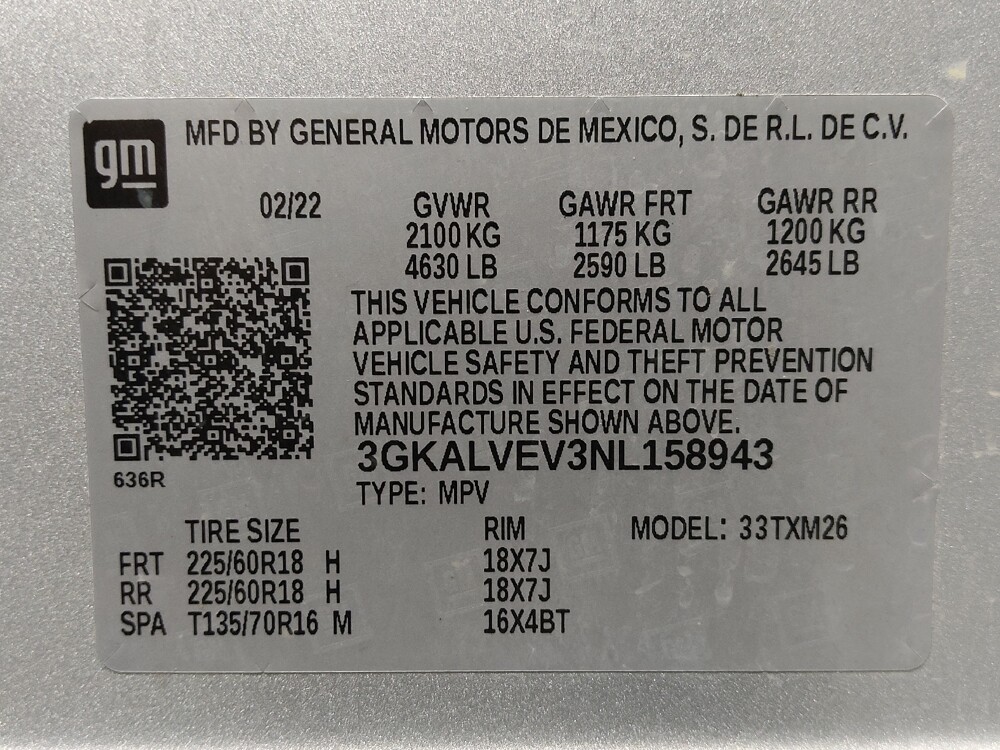 gm
MFD BY GENERAL MOTORS DE MEXICO, S. DE R.L. DE C.V.
02/22 GVWR GAWR FRT GAWR RR
2100 KG 1175 KG 1200 KG
4630 LB 2590 LB 2645 LB
THIS VEHICLE CONFORMS TO ALL
APPLICABLE U.S. FEDERAL MOTOR
VEHICLE SAFETY AND THEFT PREVENTION
STANDARDS IN EFFECT ON THE DATE OF
MANUFACTURE SHOWN ABOVE.
3GKALVEV3NL158943
636R
TYPE: MPV
TIRE SIZE RIM MODEL: 33TXM26
FRT 225/60R18 H 18X7J
RR 225/60R18 H 18X7J
SPA T135/70R16 M 16X4BT